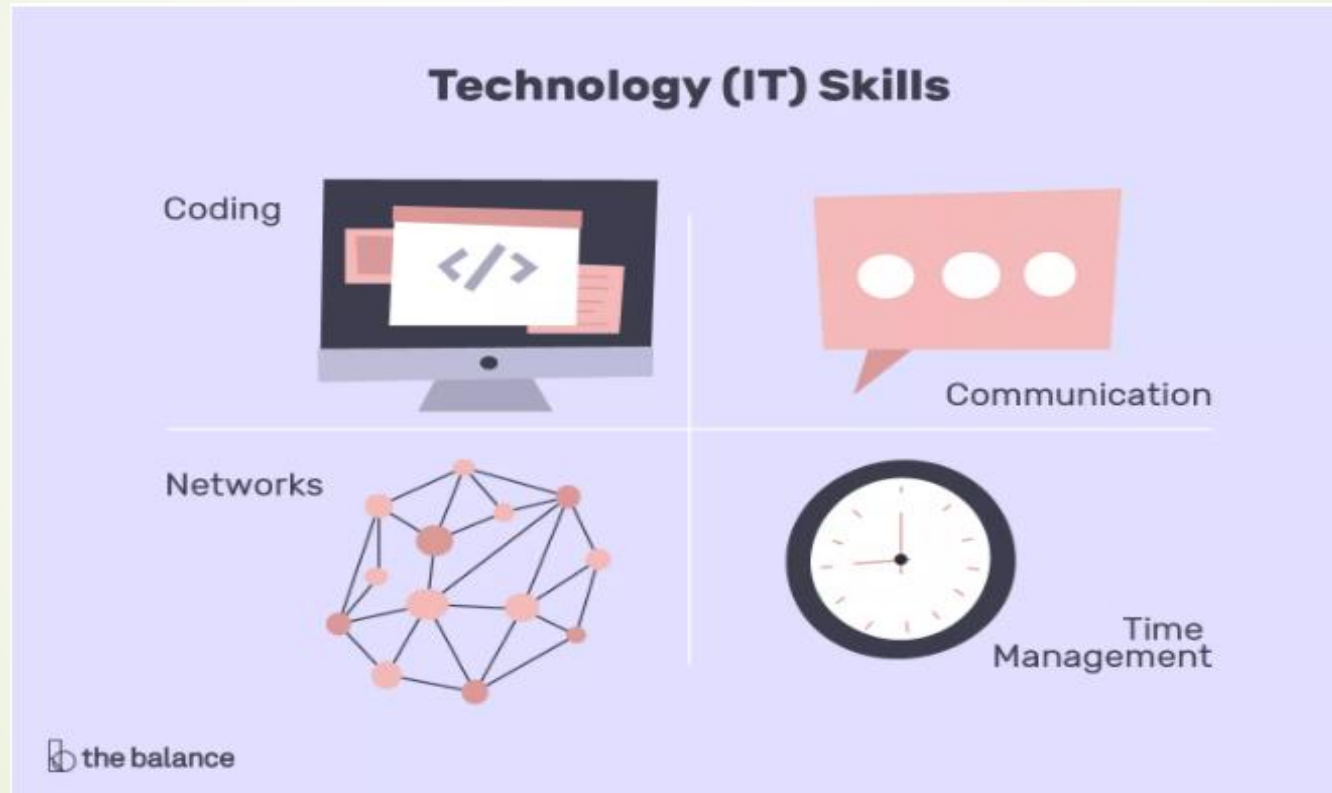 Technology (IT) Skills
Coding
</>
Communication
Networks
Time
Management
the balance